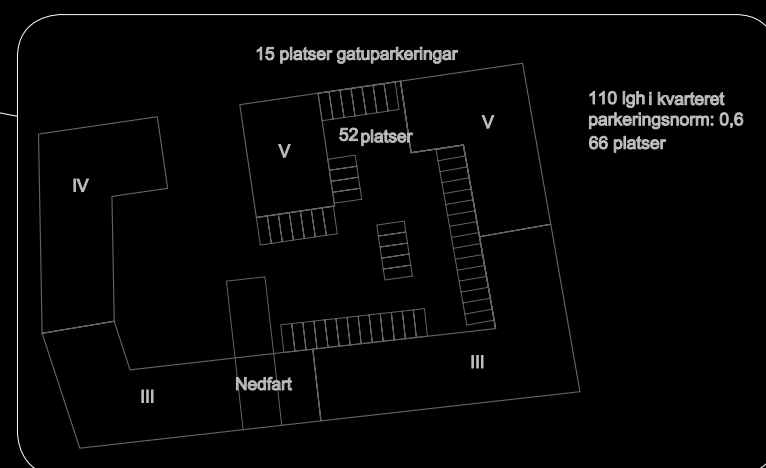 15 platser gatuparkeringar
110 lgh i kvarteret
parkeringsnorm: 0,6
66 platser
V
52 platser
V
IV
III
Nedfart
III